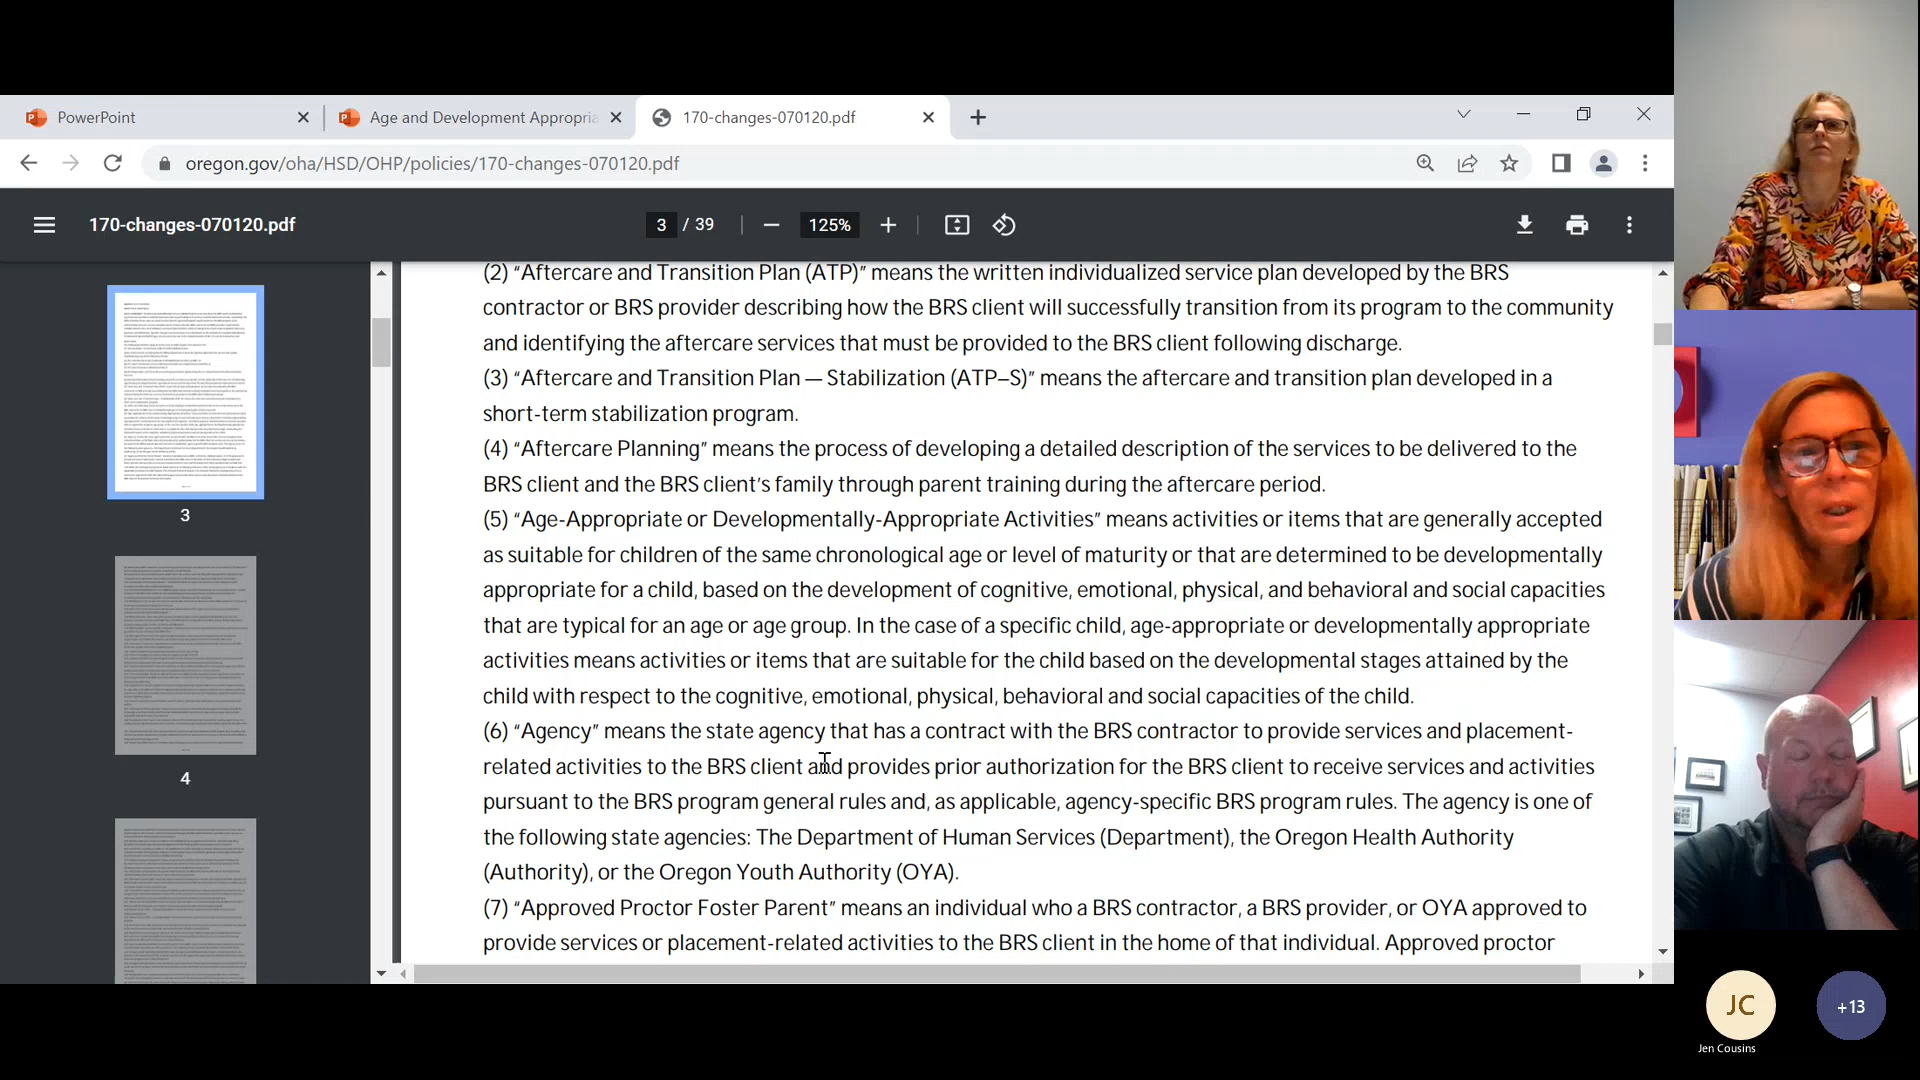 PowerPoint
Age and Development Appropria
170-changes-070120.pdf
oregon.gov/oha/HSD/OHP/policies/170-changes-070120.pdf
170-changes-070120.pdf
3 / 39
125%
(2) “Aftercare and Transition Plan (ATP)” means the written individualized service plan developed by the BRS
contractor or BRS provider describing how the BRS client will successfully transition from its program to the community
and identifying the aftercare services that must be provided to the BRS client following discharge.
(3) “Aftercare and Transition Plan — Stabilization (ATP–S)” means the aftercare and transition plan developed in a
short-term stabilization program.
(4) “Aftercare Planning” means the process of developing a detailed description of the services to be delivered to the
BRS client and the BRS client’s family through parent training during the aftercare period.
(5) “Age-Appropriate or Developmentally-Appropriate Activities” means activities or items that are generally accepted
as suitable for children of the same chronological age or level of maturity or that are determined to be developmentally
appropriate for a child, based on the development of cognitive, emotional, physical, and behavioral and social capacities
that are typical for an age or age group. In the case of a specific child, age-appropriate or developmentally appropriate
activities means activities or items that are suitable for the child based on the developmental stages attained by the
child with respect to the cognitive, emotional, physical, behavioral and social capacities of the child.
(6) “Agency” means the state agency that has a contract with the BRS contractor to provide services and placement-
related activities to the BRS client and provides prior authorization for the BRS client to receive services and activities
pursuant to the BRS program general rules and, as applicable, agency-specific BRS program rules. The agency is one of
the following state agencies: The Department of Human Services (Department), the Oregon Health Authority
(Authority), or the Oregon Youth Authority (OYA).
(7) “Approved Proctor Foster Parent” means an individual who a BRS contractor, a BRS provider, or OYA approved to
provide services or placement-related activities to the BRS client in the home of that individual. Approved proctor
3
4
JC
+13
Jen Cousins